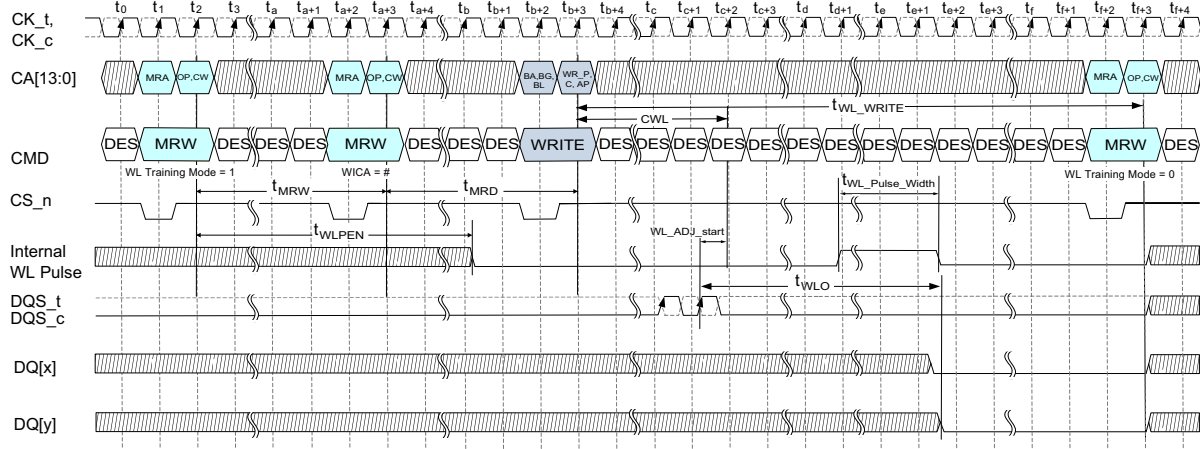 CK_t, CK_c
t0 t1 t2 t3 ta ta+1 ta+2 ta+3 ta+4 tb tb+1 tb+2 tb+3 tb+4 tc tc+1 tc+2 tc+3 td td+1 te te+2 te+3 tf tf+1 tf+2 tf+3 tf+4
CA[13:0]
MRA OP,CW MRA OP,CW BA,BG, BL WR_P, C, AP MRA OP,CW
tWL_WRITE
CWL
CMD
DES MRW DES DES DES MRW DES DES DES WRITE DES DES DES DES DES DES DES DES DES DES DES DES MRW DES
WL Training Mode = 1 WICA = # WL Training Mode = 0
tMRW tMRD tWL_Pulse_Width
CS_n
tWLPEN WL_ADJ_start
Internal
WL Pulse
tWLO
DQS_t
DQS_c
DQ[x]
DQ[y]